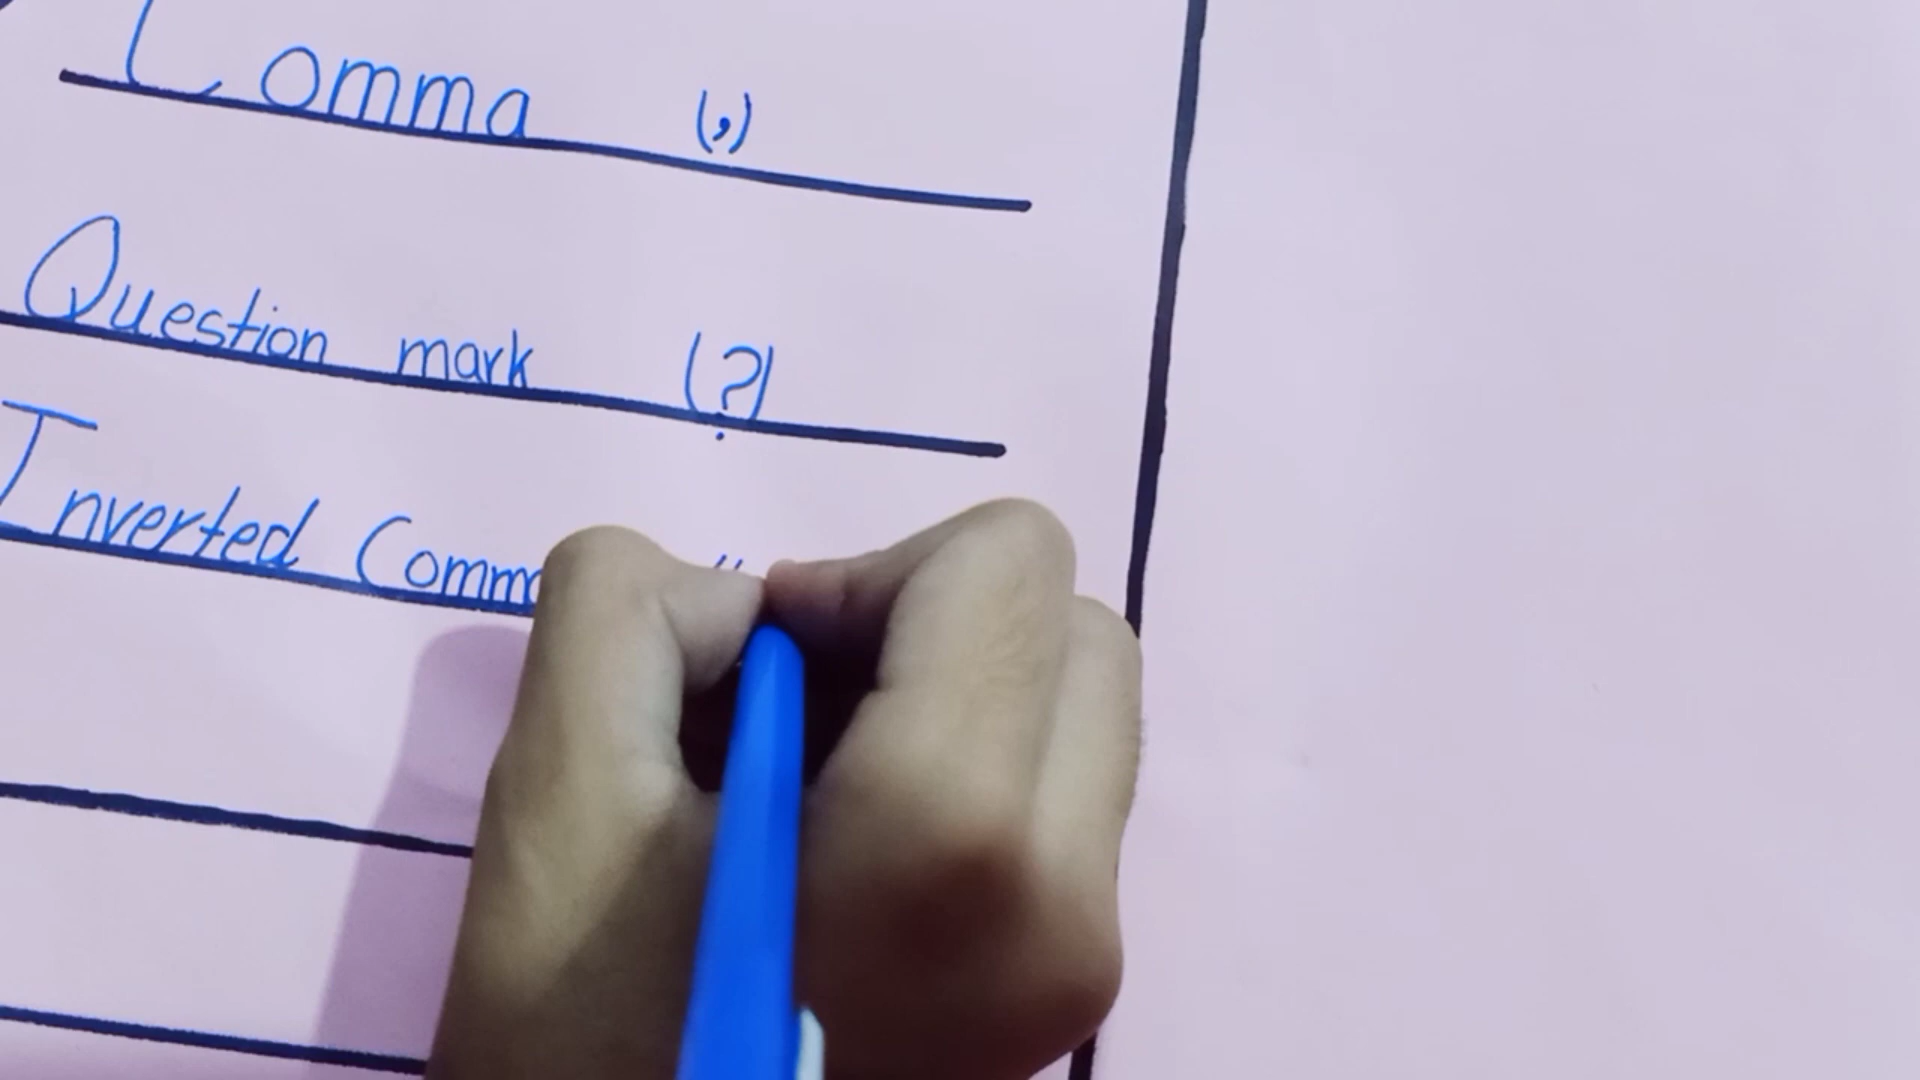 Comma (,)
Question mark (?)
Inverted "